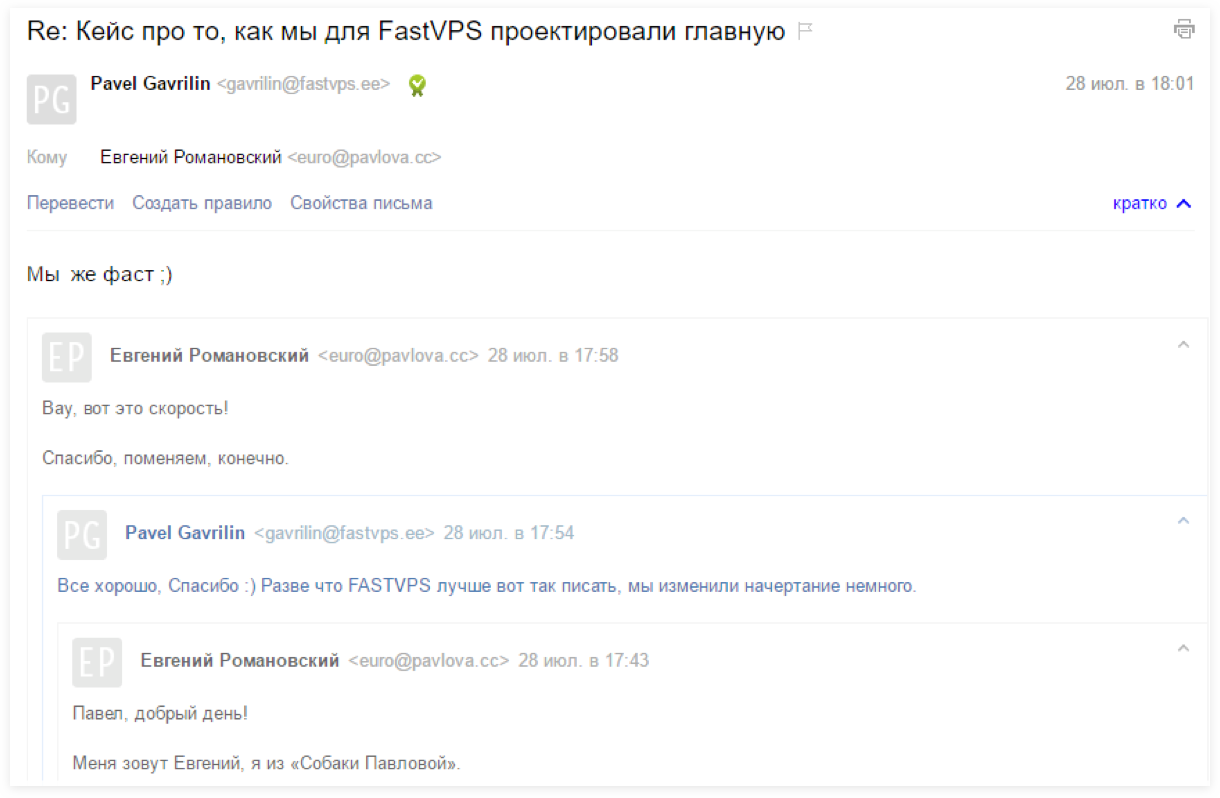 Re: Кейс про то, как мы для FastVPS проектировали главную
PG
Pavel Gavrilin <gavrilin@fastvps.ee>
28 июл. в 18:01
Кому Евгений Романовский <euro@pavlova.cc>
Перевести Создать правило Свойства письма
кратко
Мы же фаст ;)
EP
Евгений Романовский <euro@pavlova.cc> 28 июл. в 17:58
Вау, вот это скорость!
Спасибо, поменяем, конечно.
PG
Pavel Gavrilin <gavrilin@fastvps.ee> 28 июл. в 17:54
Все хорошо, Спасибо :) Разве что FASTVPS лучше вот так писать, мы изменили начертание немного.
EP
Евгений Романовский <euro@pavlova.cc> 28 июл. в 17:43
Павел, добрый день!
Меня зовут Евгений, я из «Собаки Павловой».